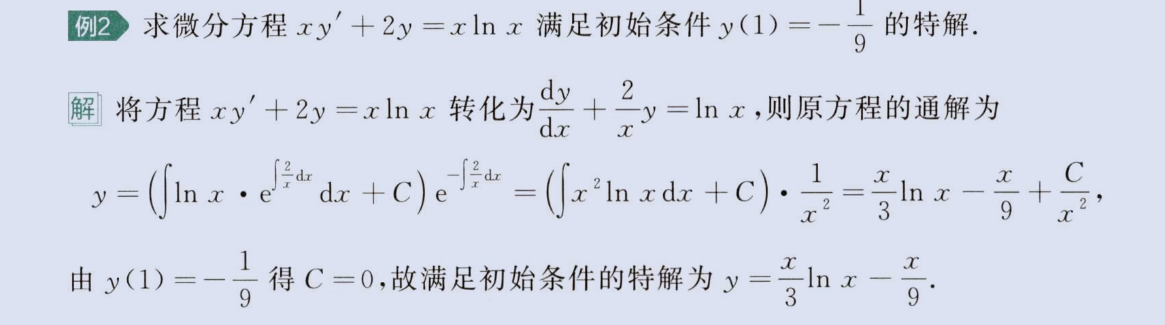 例2 求微分方程 xy′+2y=x ln x 满足初始条件 y(1)=−1/9 的特解.
解 将方程 xy′+2y=x ln x 转化为 dy/dx + 2/x y=ln x,则原方程的通解为
y=(∫ln x·e^{∫2/x dx} dx+C)e^{−∫2/x dx}=(∫x²ln x dx+C)·1/x²=x/3 ln x−x/9+C/x²,
由 y(1)=−1/9 得 C=0,故满足初始条件的特解为 y=x/3 ln x−x/9.